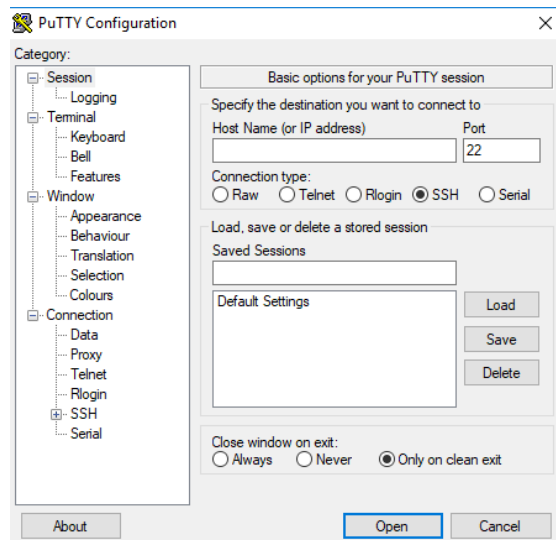 PuTTY Configuration
Category:
Session
Logging
Terminal
Keyboard
Bell
Features
Window
Appearance
Behaviour
Translation
Selection
Colours
Connection
Data
Proxy
Telnet
Rlogin
SSH
Serial
Basic options for your PuTTY session
Specify the destination you want to connect to
Host Name (or IP address) Port
22
Connection type:
Raw Telnet Rlogin SSH Serial
Load, save or delete a stored session
Saved Sessions
Default Settings
Load
Save
Delete
Close window on exit:
Always Never Only on clean exit
About Open Cancel